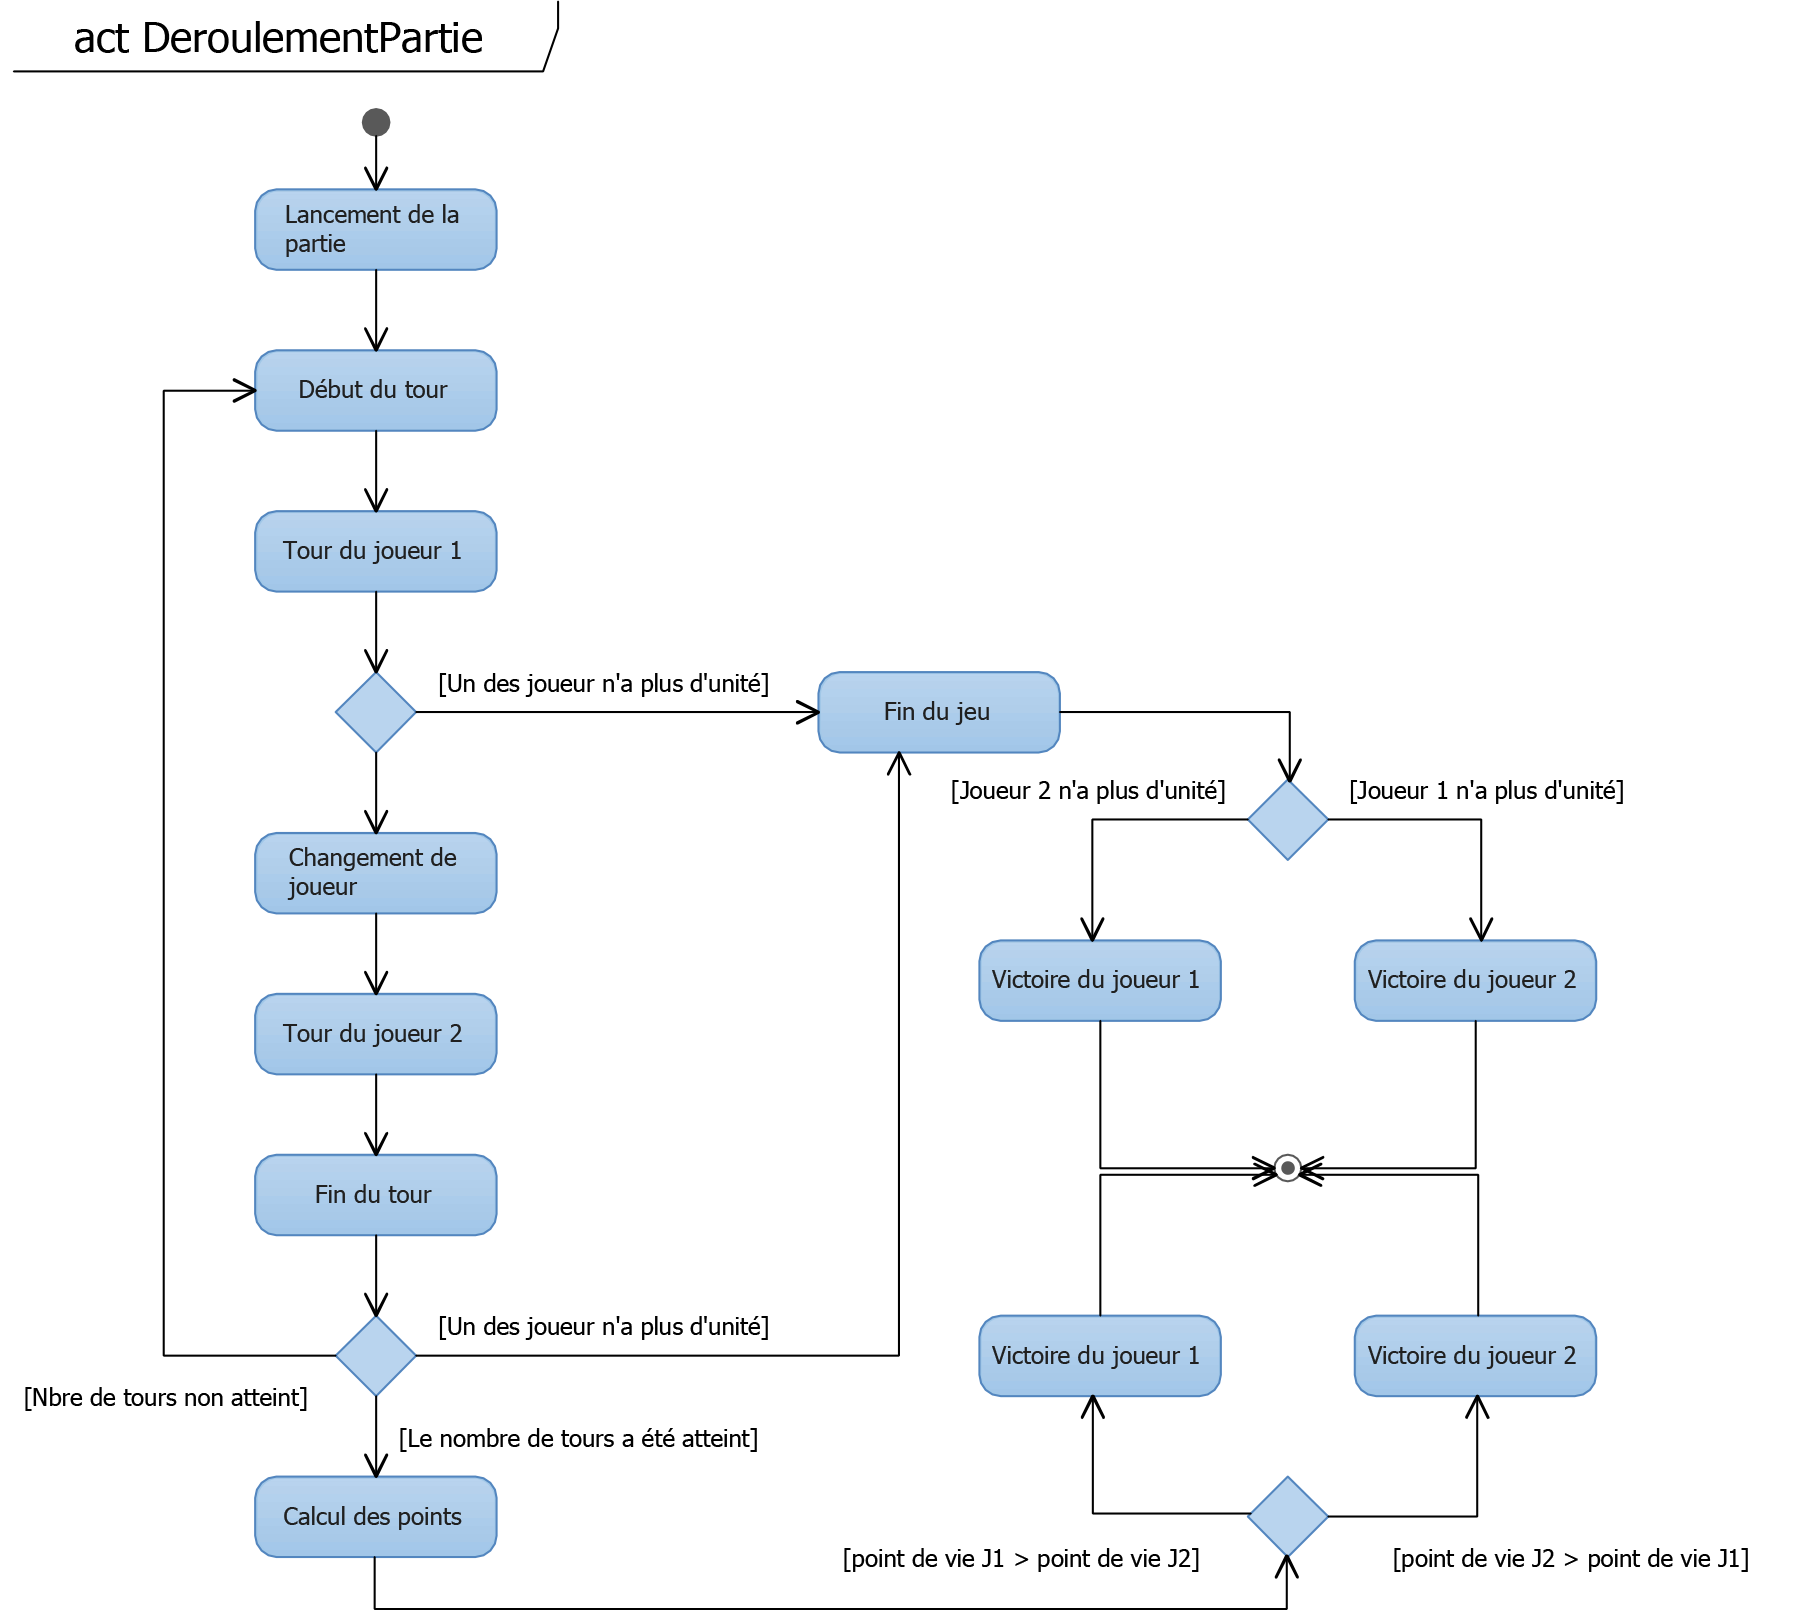 act DeroulementPartie
Lancement de la
partie
Début du tour
Tour du joueur 1
[Un des joueur n'a plus d'unité]
Fin du jeu
[Joueur 2 n'a plus d'unité]
[Joueur 1 n'a plus d'unité]
Changement de
joueur
Victoire du joueur 1
Victoire du joueur 2
Tour du joueur 2
Fin du tour
[Un des joueur n'a plus d'unité]
Victoire du joueur 1
Victoire du joueur 2
[Nbre de tours non atteint]
[Le nombre de tours a été atteint]
Calcul des points
[point de vie J1 > point de vie J2]
[point de vie J2 > point de vie J1]